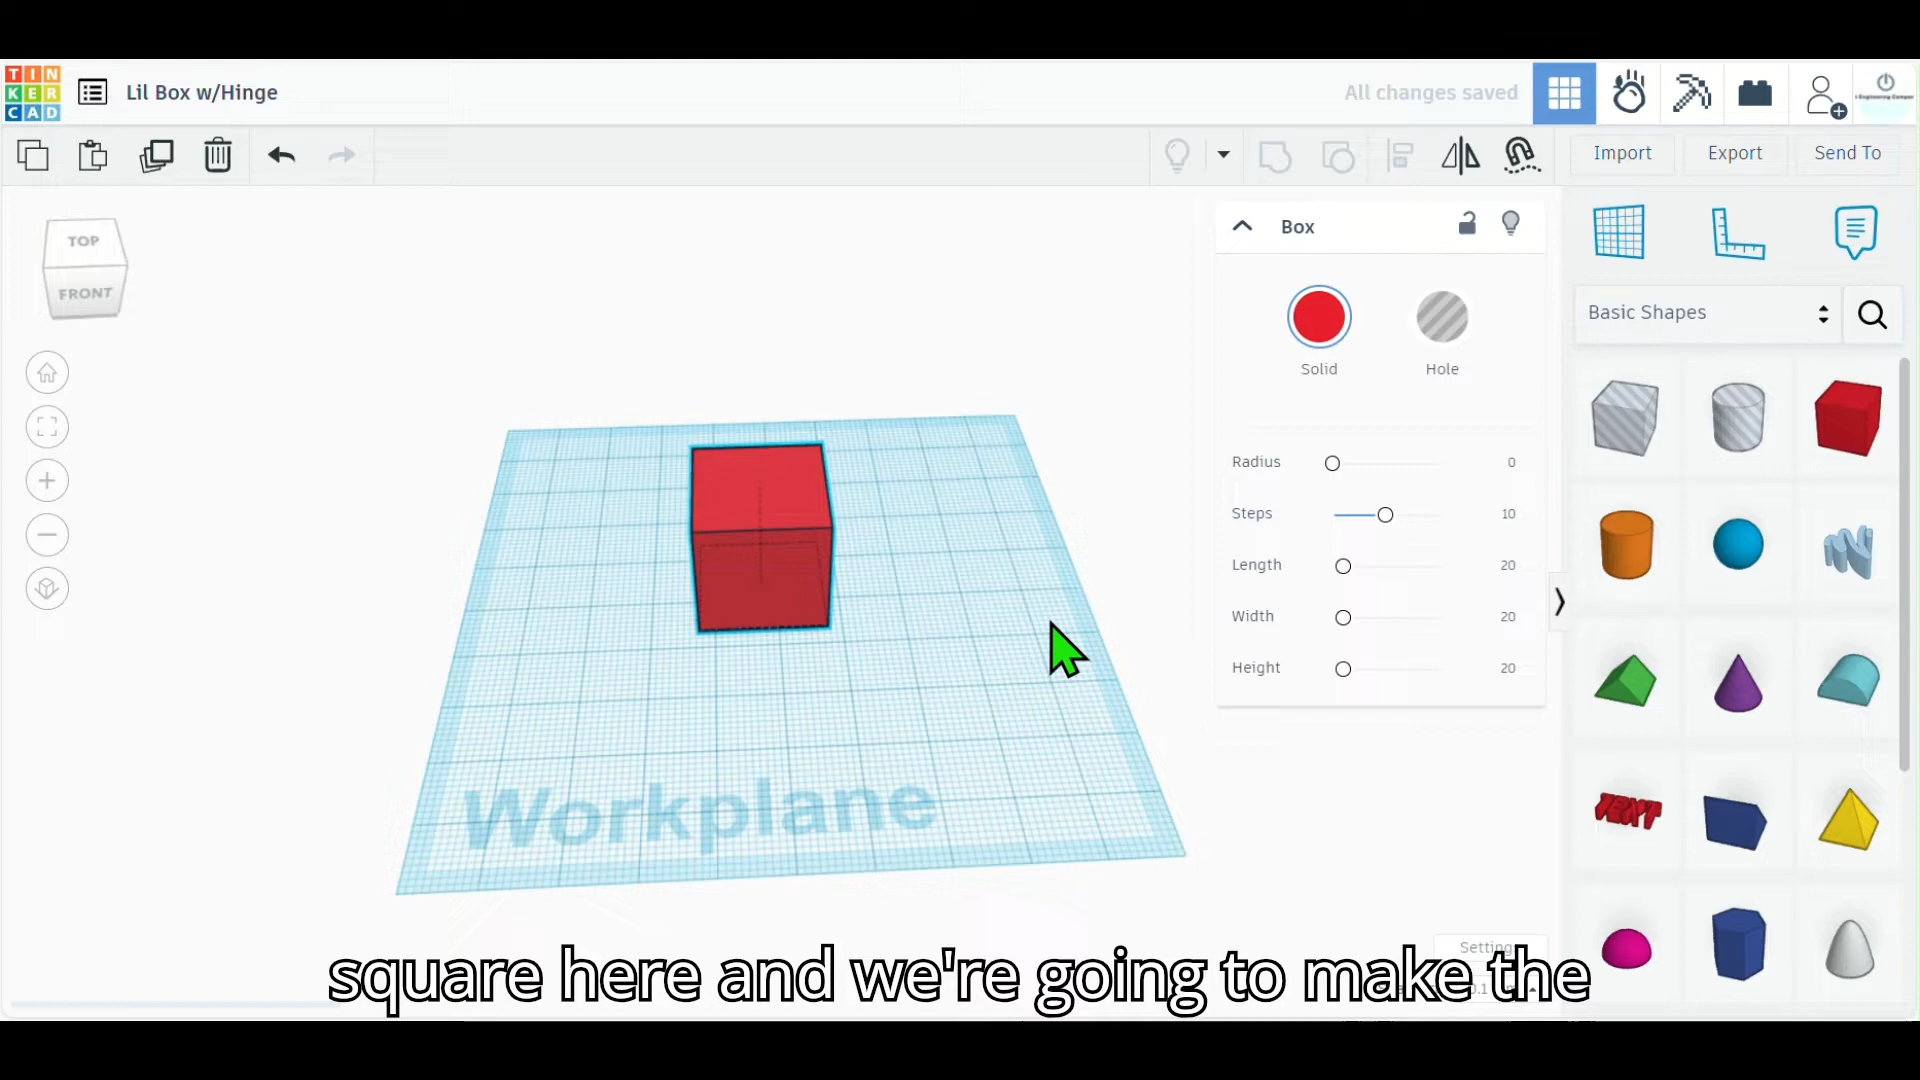 TIN
KER
CAD
Lil Box w/Hinge
All changes saved
Import
Export
Send To
TOP
FRONT
Box
Solid
Hole
Radius
0
Steps
10
Length
20
Width
20
Height
20
Basic Shapes
TEXT
Workplane
square here and we're going to make the